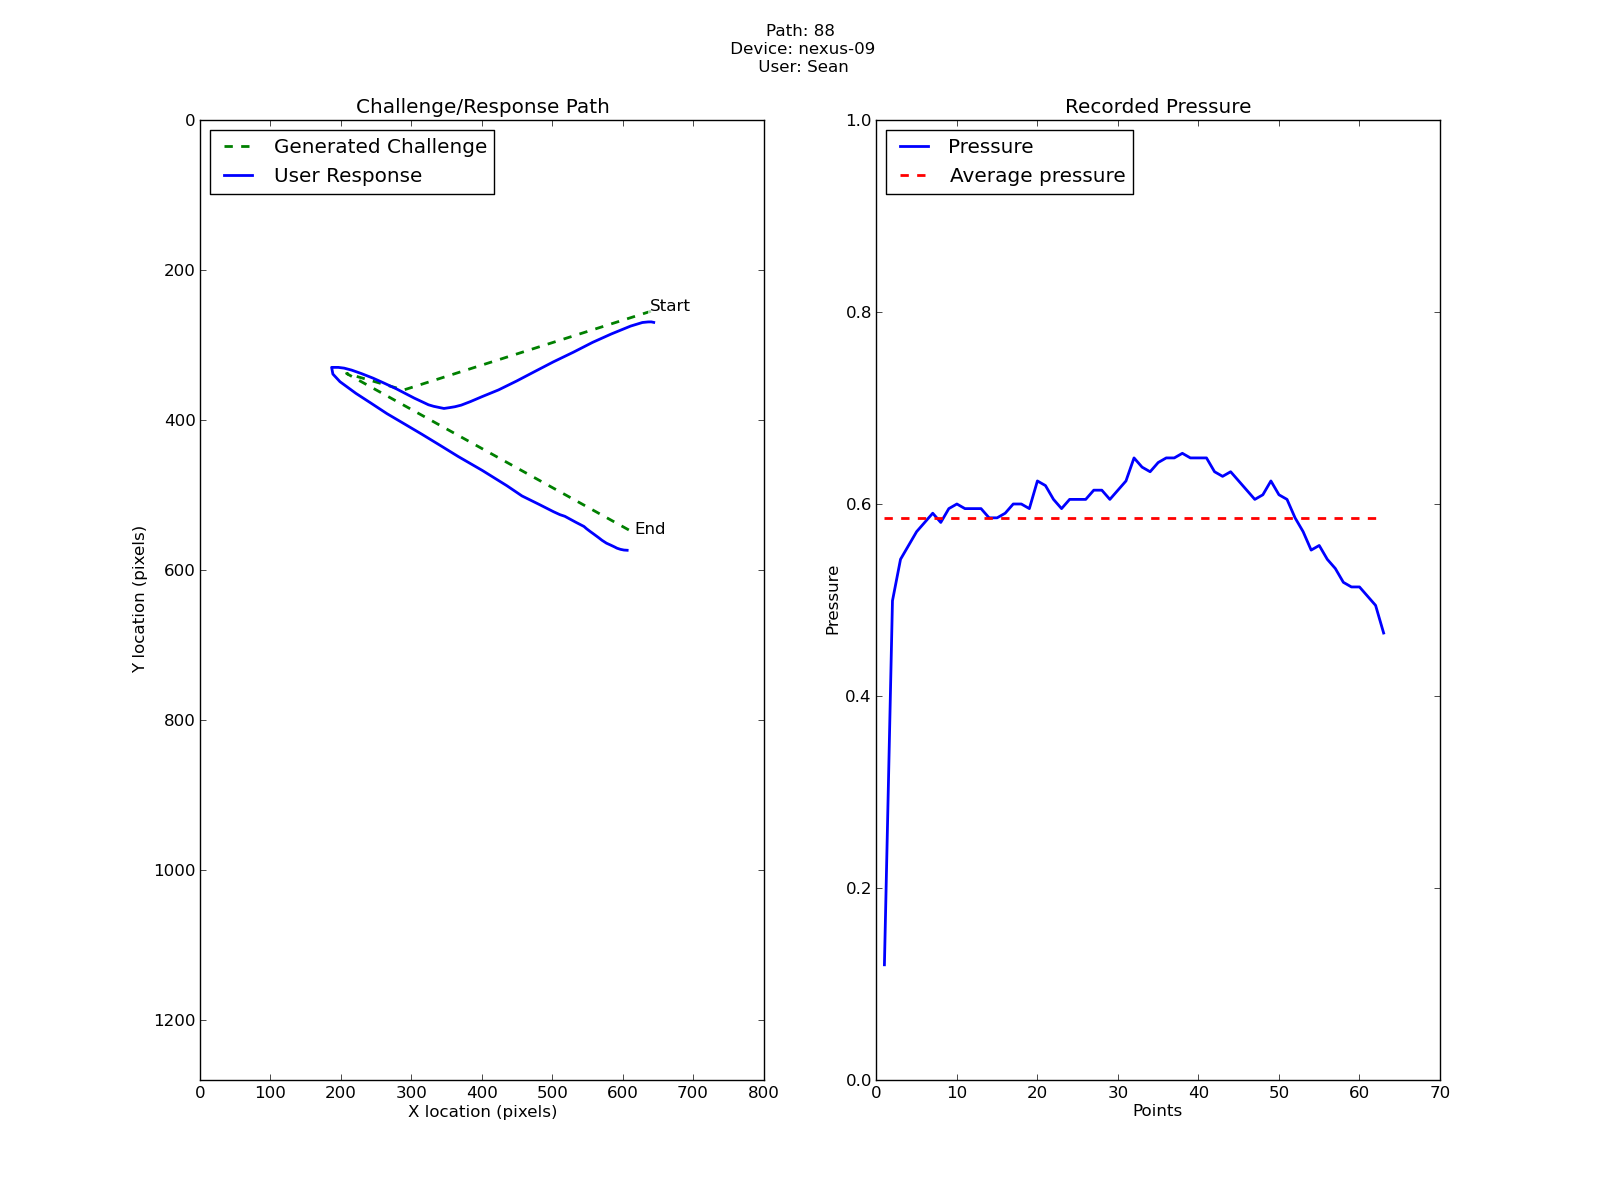 Path: 88
Device: nexus-09
User: Sean
Challenge/Response Path
Generated Challenge
User Response
0
200
400
600
800
1000
1200
Y location (pixels)
Start
End
0 100 200 300 400 500 600 700 800
X location (pixels)
Recorded Pressure
Pressure
Average pressure
1.0
0.8
0.6
0.4
0.2
0.0
Pressure
0 10 20 30 40 50 60 70
Points